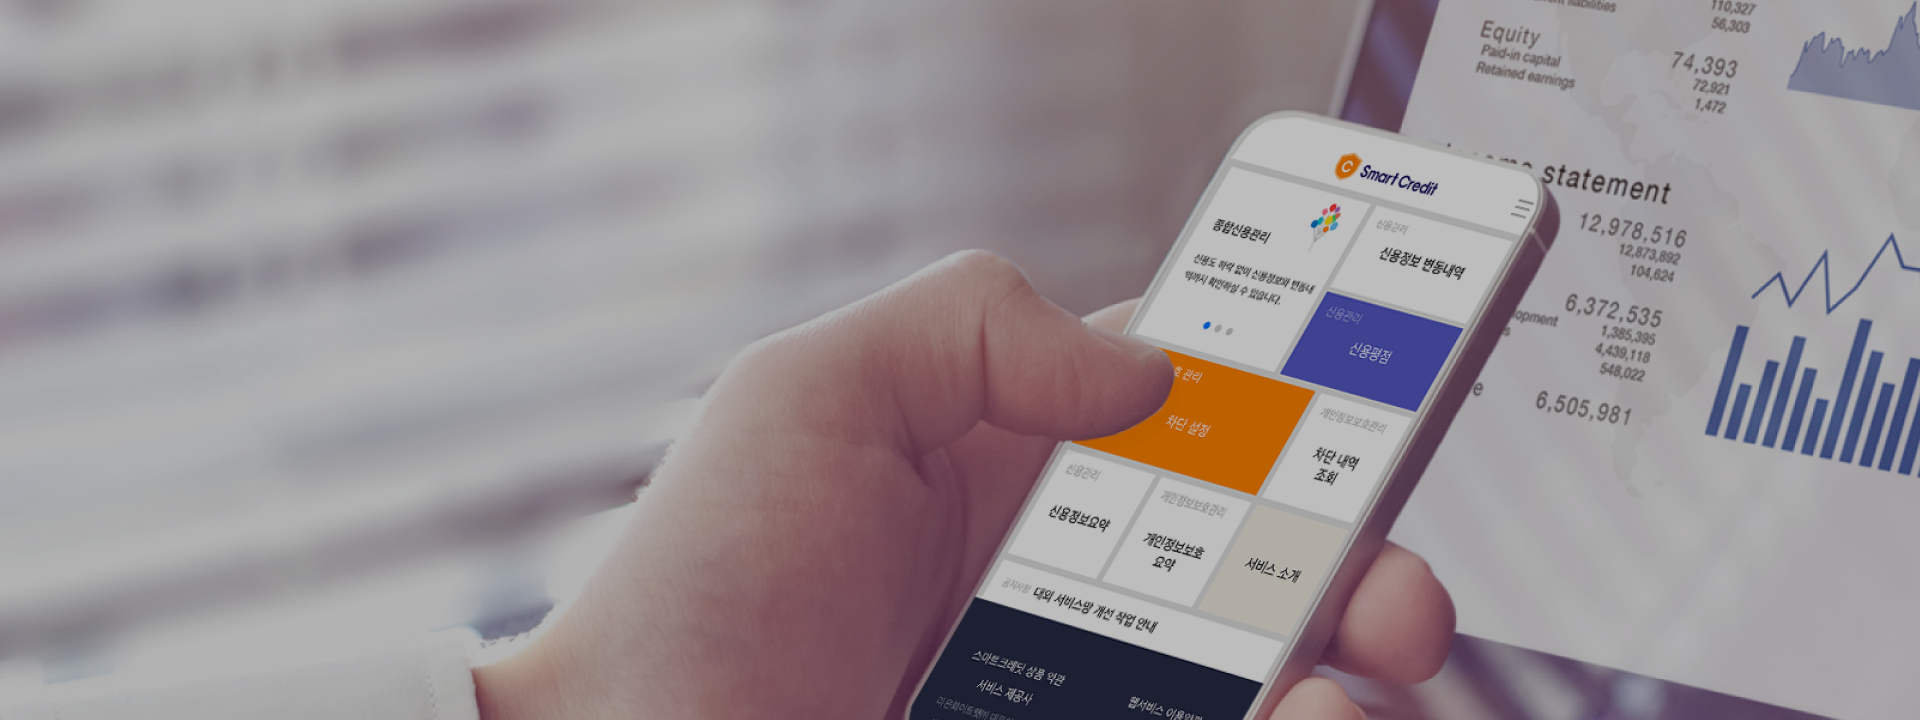 110,327
56,303
Equity
74,393
Paid-in capital
72,921
Retained earnings
1,472
statement
12,978,516
12,873,892
104,624
6,372,535
1,385,395
4,439,118
548,022
6,505,981
C Smart Credit
종합신용관리
신용도 하락 없이 신용정보와 변동내
역까지 확인하실 수 있습니다.
신용관리
신용정보 변동내역
신용관리
신용평점
호 관리
차단 설정
개인정보보호관리
차단 내역
조회
신용관리
신용정보요약
개인정보보호관리
개인정보보호
요약
서비스 소개
공지사항 대외 서비스망 개선 작업 안내
스마트크레딧 상품 약관
서비스 제공사
웹서비스